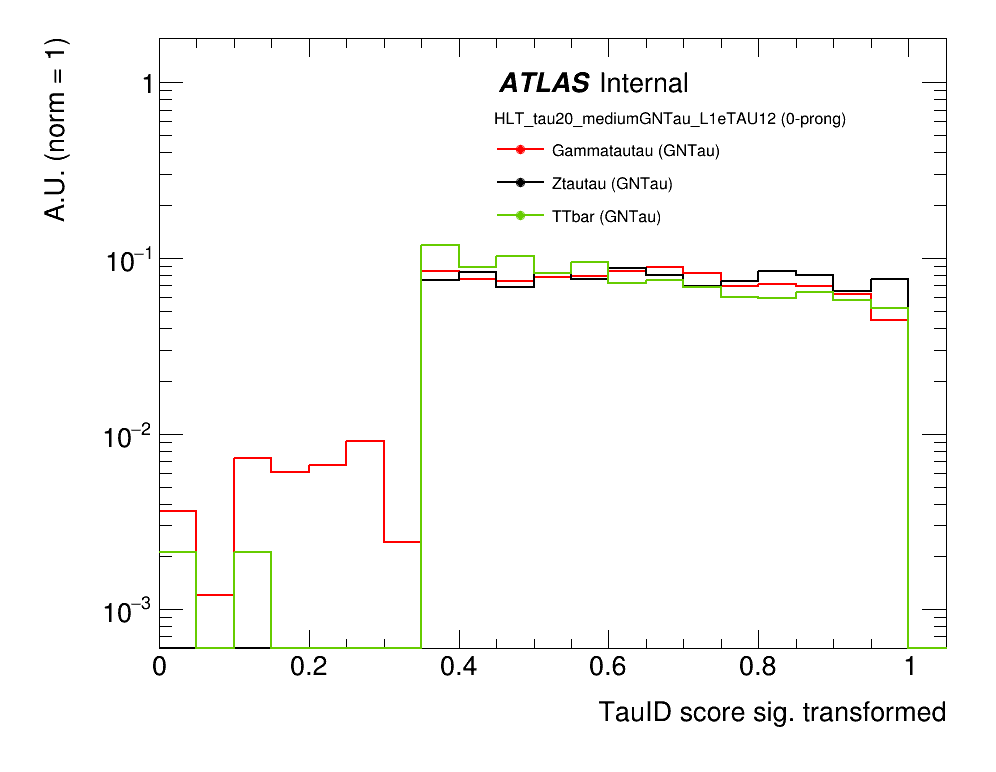 A.U. (norm = 1)
ATLAS Internal
HLT_tau20_mediumGNTau_L1eTAU12 (0-prong)
Gammatautau (GNTau)
Ztautau (GNTau)
TTbar (GNTau)
1
10⁻¹
10⁻²
10⁻³
0 0.2 0.4 0.6 0.8 1
TauID score sig. transformed